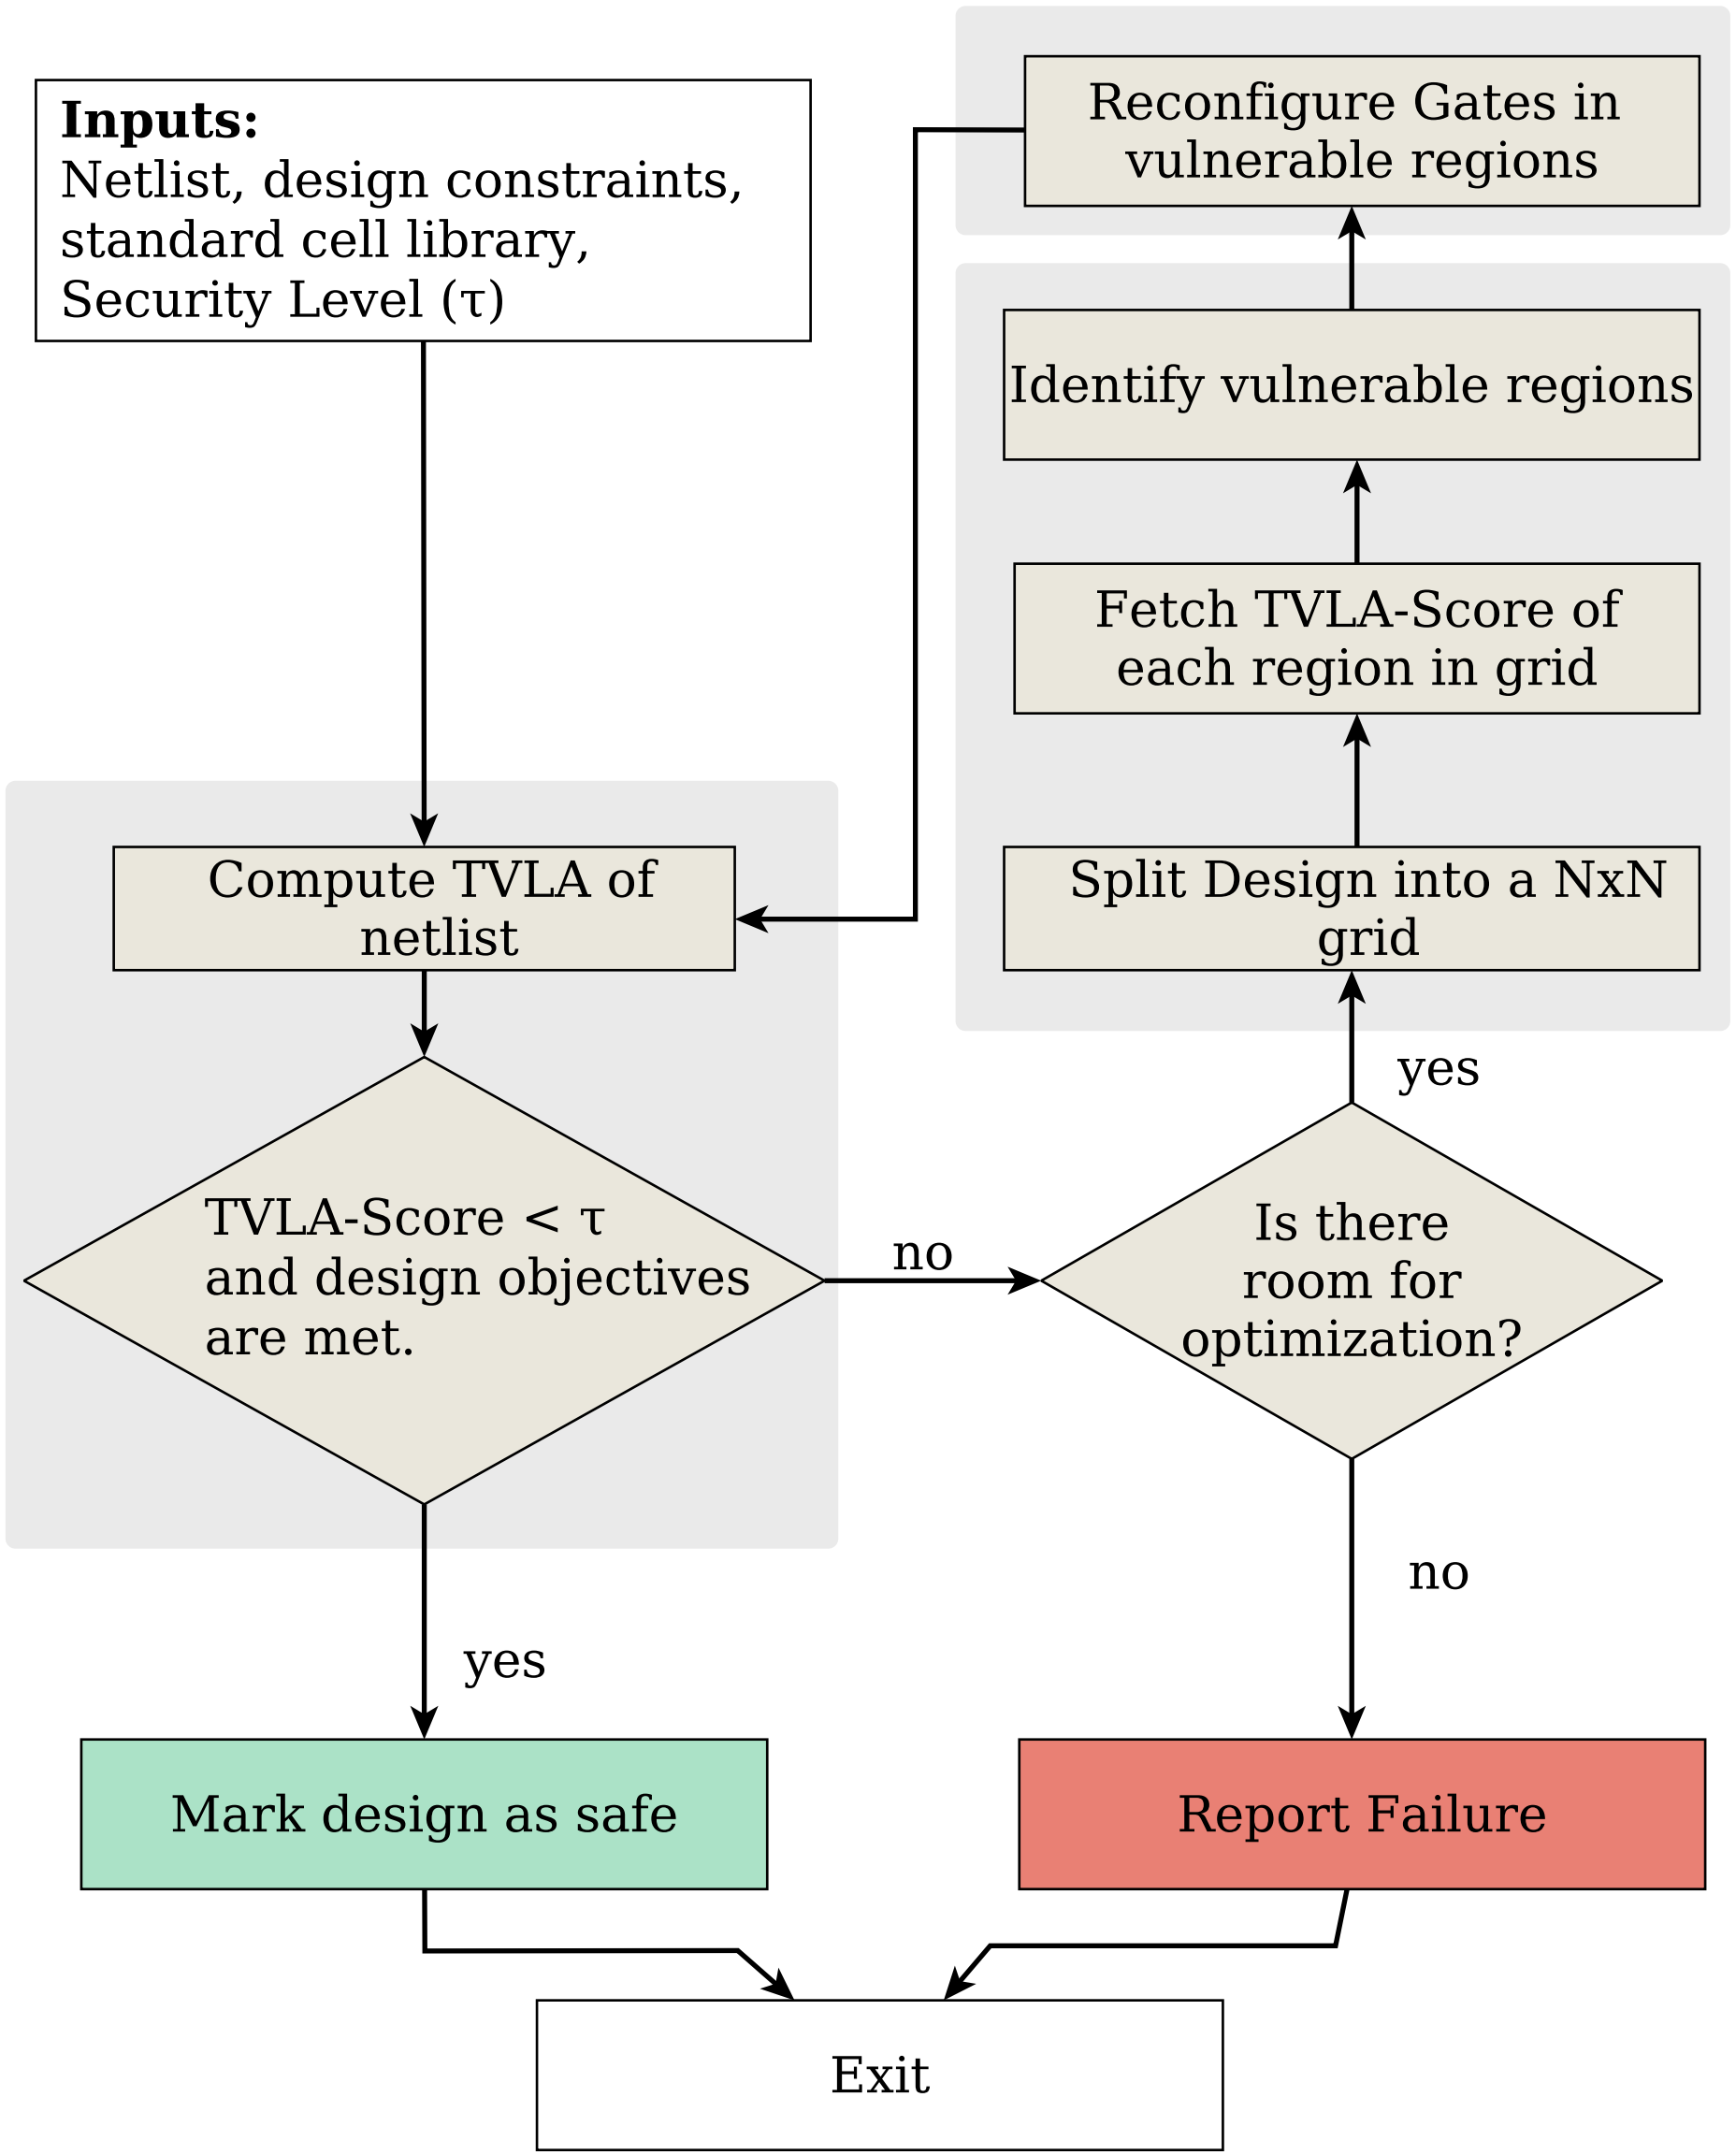 Inputs:
Netlist, design constraints,
standard cell library,
Security Level (τ)
Reconfigure Gates in
vulnerable regions
Identify vulnerable regions
Fetch TVLA-Score of
each region in grid
Split Design into a NxN
grid
Compute TVLA of
netlist
yes
TVLA-Score < τ
and design objectives
are met.
no
Is there
room for
optimization?
no
yes
Mark design as safe
Report Failure
Exit